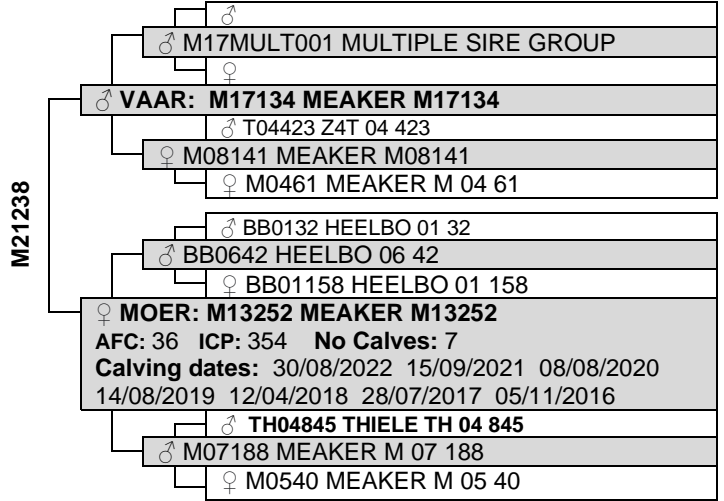 ♂
♂ M17MULT001 MULTIPLE SIRE GROUP
♀
♂ VAAR: M17134 MEAKER M17134
♂ T04423 Z4T 04 423
♀ M08141 MEAKER M08141
♀ M0461 MEAKER M 04 61
M21238
♂ BB0132 HEELBO 01 32
♂ BB0642 HEELBO 06 42
♀ BB01158 HEELBO 01 158
♀ MOER: M13252 MEAKER M13252
AFC: 36 ICP: 354 No Calves: 7
Calving dates: 30/08/2022 15/09/2021 08/08/2020
14/08/2019 12/04/2018 28/07/2017 05/11/2016
♂ TH04845 THIELE TH 04 845
♂ M07188 MEAKER M 07 188
♀ M0540 MEAKER M 05 40